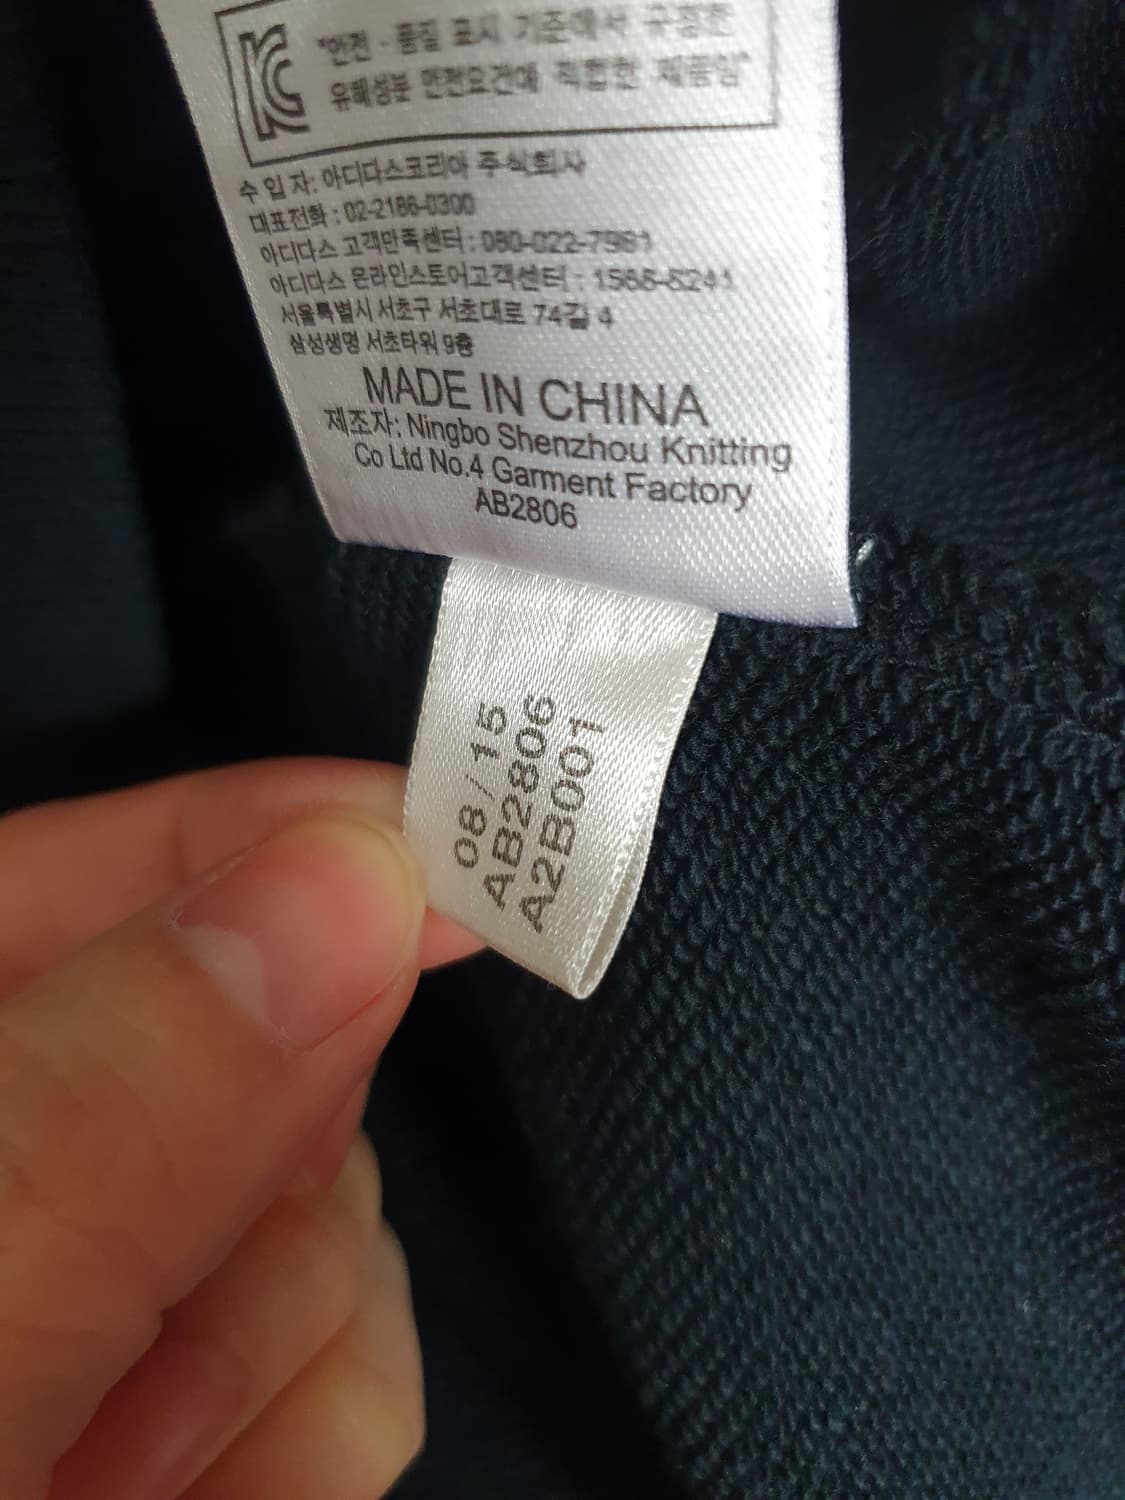 KC
"안전·품질 표시 기준에서 규정한
유해성분 안전요건에 적합한 제품임"
수 입 자: 아디다스코리아 주식회사
대표전화 : 02-2186-0300
아디다스 고객만족센터 : 080-022-7981
아디다스 온라인스토어고객센터 :
서울특별시 서초구 서초대로 74길 4
삼성생명 서초타워 9층
MADE IN CHINA
제조자: Ningbo Shenzhou Knitting
Co Ltd No.4 Garment Factory
AB2806
08 / 15
AB2806
A2B001